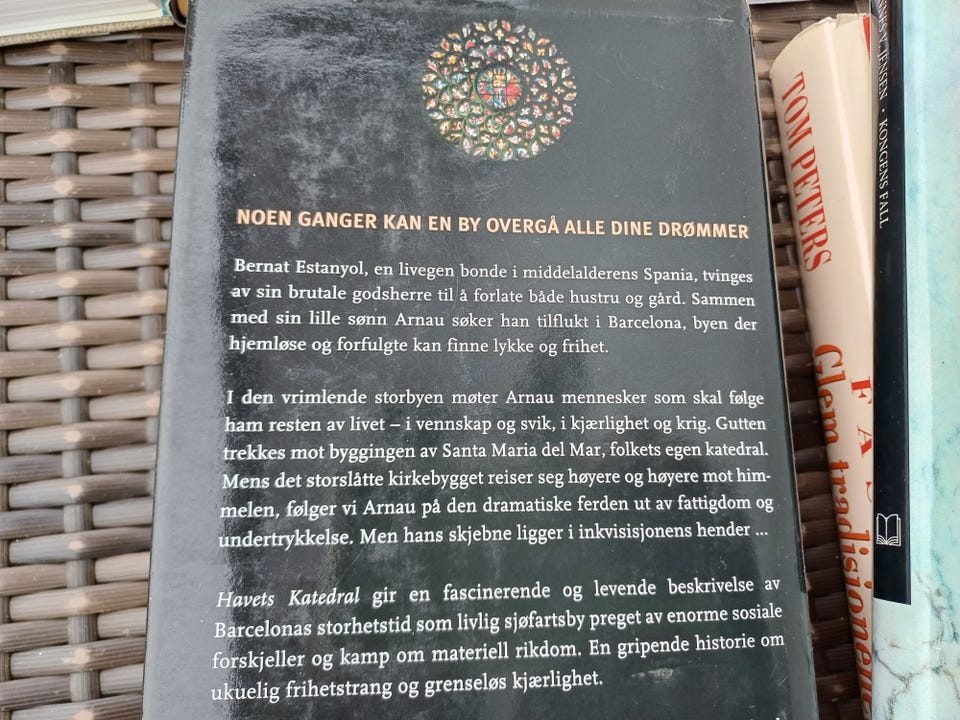 NOEN GANGER KAN EN BY OVERGÅ ALLE DINE DRØMMER
Bernat Estanyol, en livegen bonde i middelalderens Spania, tvinges
av sin brutale godsherre til å forlate både hustru og gård. Sammen
med sin lille sønn Arnau søker han tilflukt i Barcelona, byen der
hjemløse og forfulgte kan finne lykke og frihet.
I den vrimlende storbyen møter Arnau mennesker som skal følge
ham resten av livet – i vennskap og svik, i kjærlighet og krig. Gutten
trekkes mot byggingen av Santa Maria del Mar, folkets egen katedral.
Mens det storslåtte kirkebygget reiser seg høyere og høyere mot him-
melen, følger vi Arnau på den dramatiske ferden ut av fattigdom og
undertrykkelse. Men hans skjebne ligger i inkvisisjonens hender ...
Havets Katedral gir en fascinerende og levende beskrivelse av
Barcelonas storhetstid som livlig sjøfartsby preget av enorme sosiale
forskjeller og kamp om materiell rikdom. En gripende historie om
ukuelig frihetstrang og grenseløs kjærlighet.
TOM PETERS
Glem
V. JENSEN • KONGENS FALL